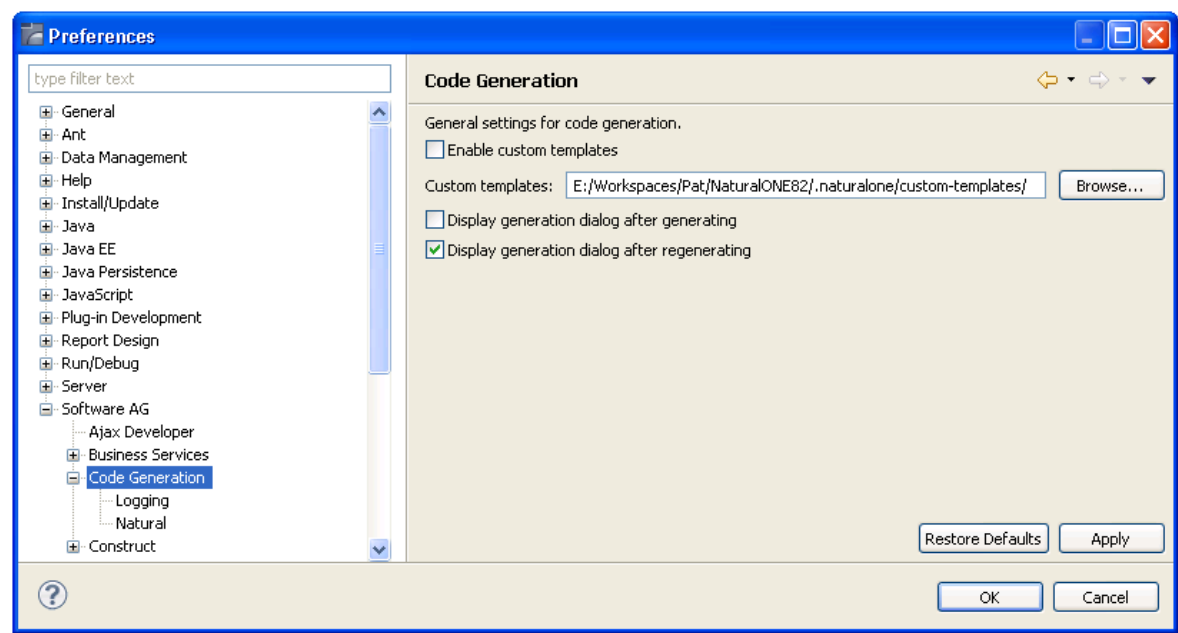 Preferences
type filter text
General
Ant
Data Management
Help
Install/Update
Java
Java EE
Java Persistence
JavaScript
Plug-in Development
Report Design
Run/Debug
Server
Software AG
Ajax Developer
Business Services
Code Generation
Logging
Natural
Construct
Code Generation
General settings for code generation.
Enable custom templates
Custom templates: E:/Workspaces/Pat/NaturalONE82/.naturalone/custom-templates/ Browse...
Display generation dialog after generating
Display generation dialog after regenerating
Restore Defaults Apply
? OK Cancel